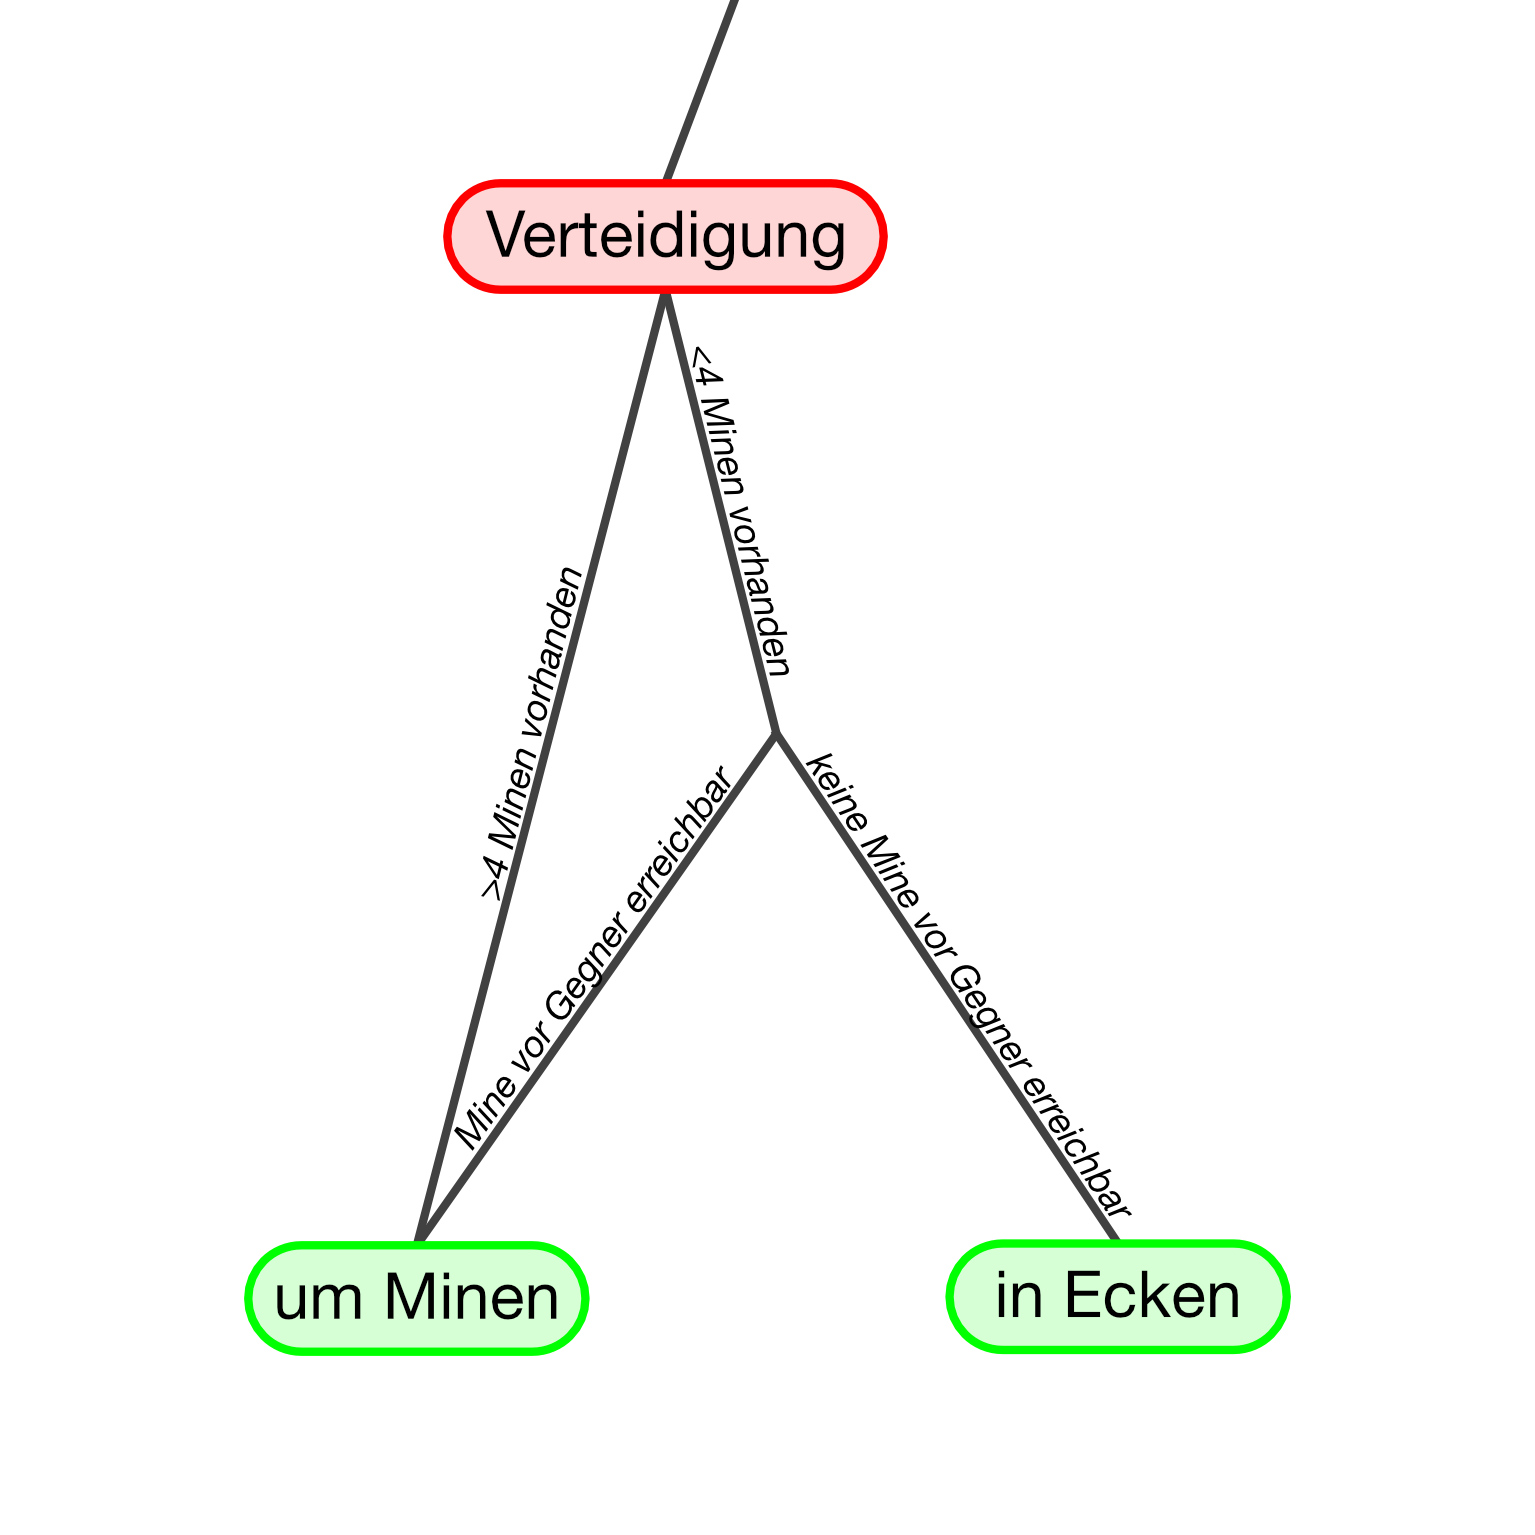 Verteidigung
<4 Minen vorhanden
>4 Minen vorhanden
Mine vor Gegner erreichbar
keine Mine vor Gegner erreichbar
um Minen
in Ecken